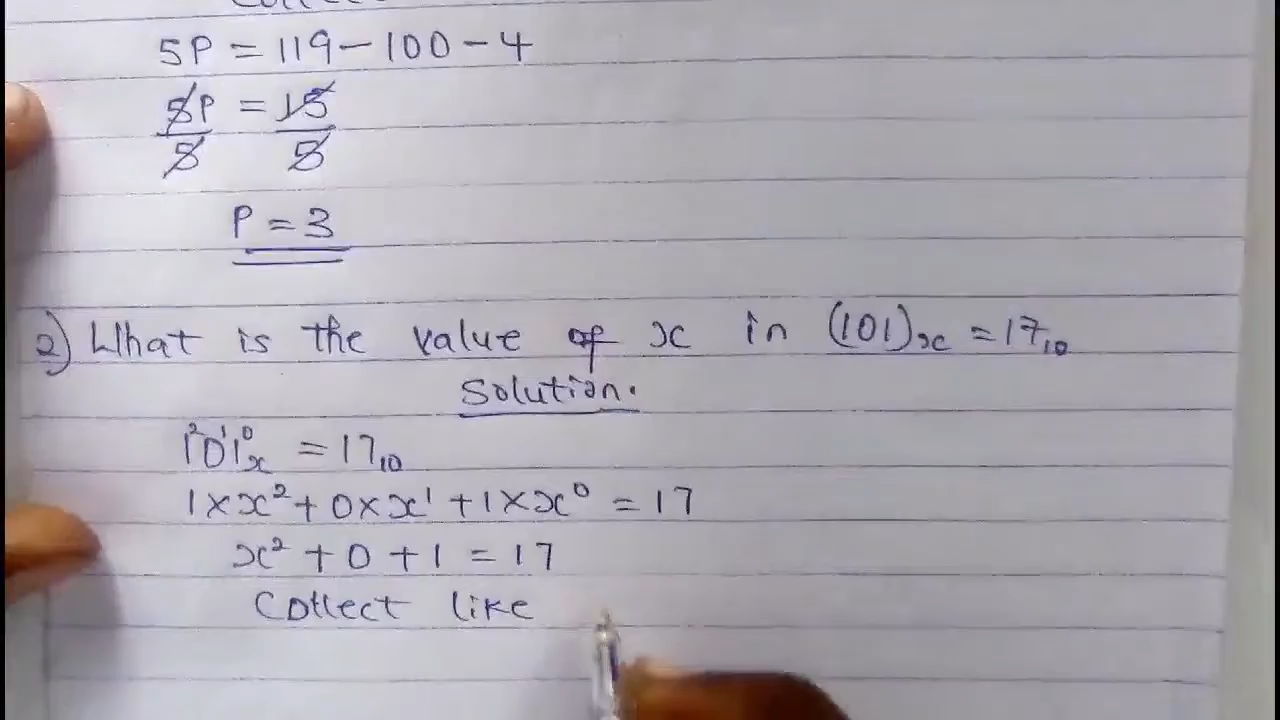 5P = 119 - 100 - 4
5P = 15
5 5
P = 3
2) What is the value of x in (101)ₓ = 17₁₀
Solution.
1²0¹1⁰ₓ = 17₁₀
1 × x² + 0 × x¹ + 1 × x⁰ = 17
x² + 0 + 1 = 17
Collect like